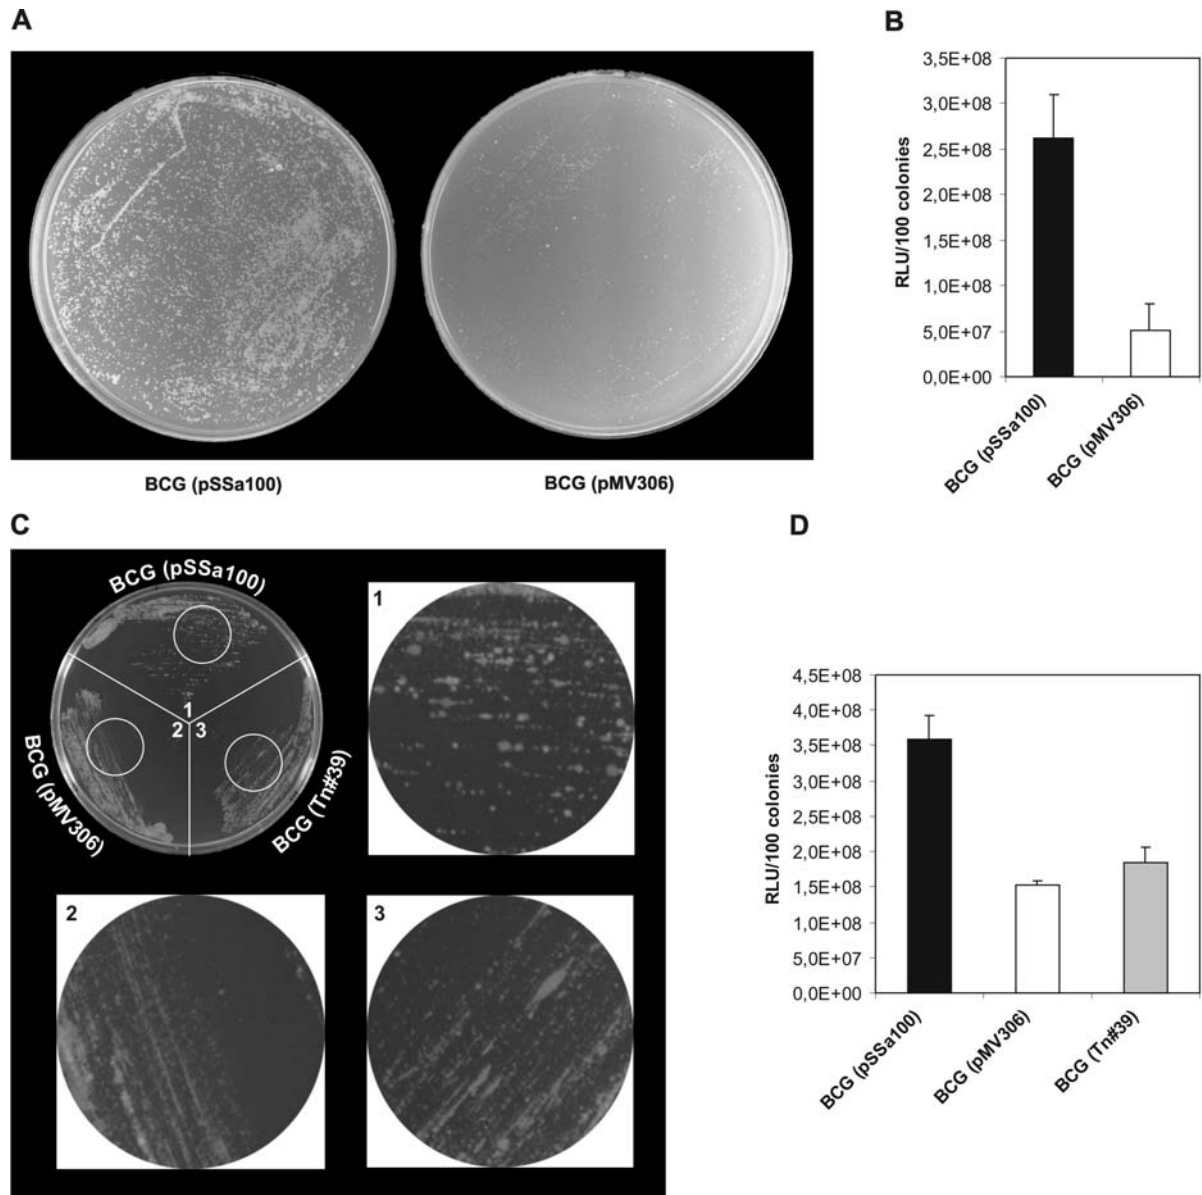 A
BCG (pSSa100)
BCG (pMV306)
B
RLU/100 colonies
3,5E+08
3,0E+08
2,5E+08
2,0E+08
1,5E+08
1,0E+08
5,0E+07
0,0E+00
BCG (pSSa100)
BCG (pMV306)
C
BCG (pSSa100)
BCG (pMV306)
BCG (Tn#39)
1
2 3
1
2
3
D
RLU/100 colonies
4,5E+08
4,0E+08
3,5E+08
3,0E+08
2,5E+08
2,0E+08
1,5E+08
1,0E+08
5,0E+07
0,0E+00
BCG (pSSa100)
BCG (pMV306)
BCG (Tn#39)